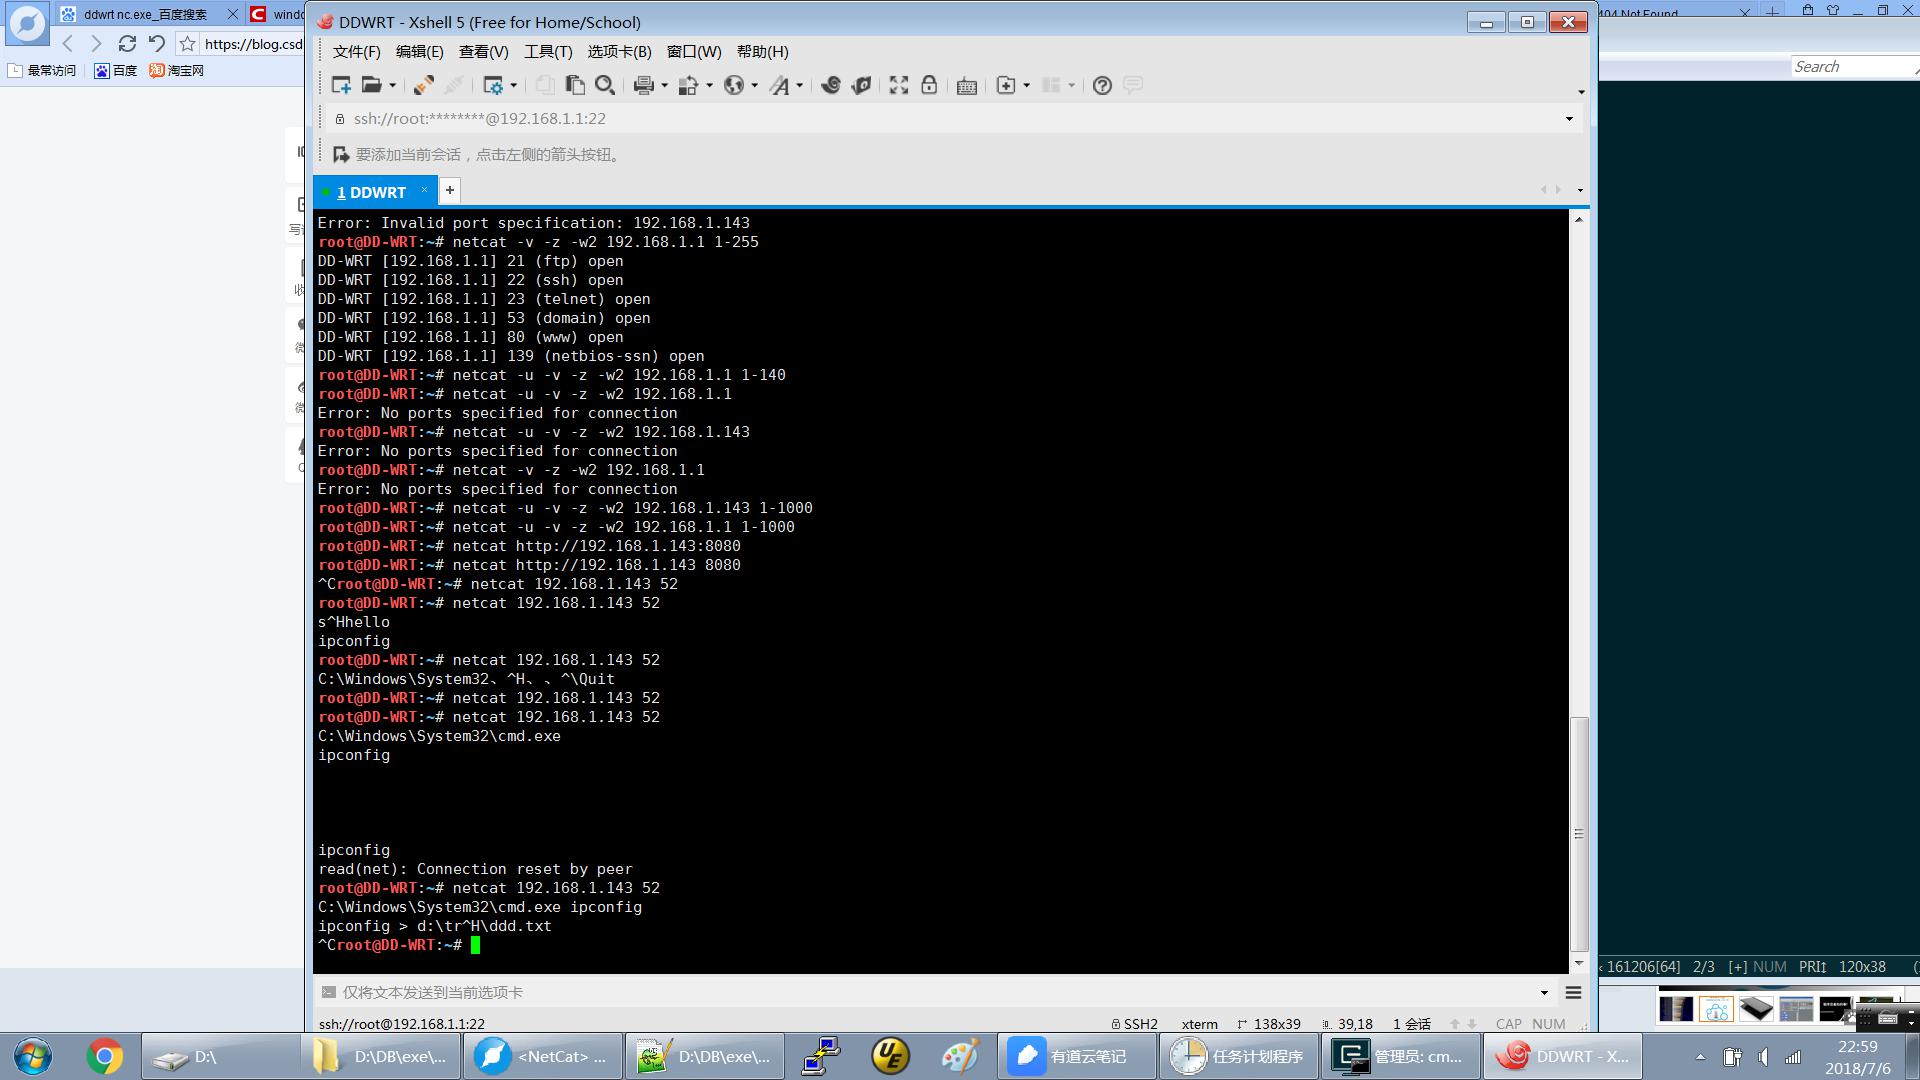 ddwrt nc.exe_百度搜索
windo
DDWRT - Xshell 5 (Free for Home/School)
404 Not Found
https://blog.csd
文件(F) 编辑(E) 查看(V) 工具(T) 选项卡(B) 窗口(W) 帮助(H)
最常访问 百度 淘宝网
Search
ssh://root:********@192.168.1.1:22
要添加当前会话，点击左侧的箭头按钮。
1 DDWRT
Error: Invalid port specification: 192.168.1.143
root@DD-WRT:~# netcat -v -z -w2 192.168.1.1 1-255
DD-WRT [192.168.1.1] 21 (ftp) open
DD-WRT [192.168.1.1] 22 (ssh) open
DD-WRT [192.168.1.1] 23 (telnet) open
DD-WRT [192.168.1.1] 53 (domain) open
DD-WRT [192.168.1.1] 80 (www) open
DD-WRT [192.168.1.1] 139 (netbios-ssn) open
root@DD-WRT:~# netcat -u -v -z -w2 192.168.1.1 1-140
root@DD-WRT:~# netcat -u -v -z -w2 192.168.1.1
Error: No ports specified for connection
root@DD-WRT:~# netcat -u -v -z -w2 192.168.1.143
Error: No ports specified for connection
root@DD-WRT:~# netcat -v -z -w2 192.168.1.1
Error: No ports specified for connection
root@DD-WRT:~# netcat -u -v -z -w2 192.168.1.143 1-1000
root@DD-WRT:~# netcat -u -v -z -w2 192.168.1.1 1-1000
root@DD-WRT:~# netcat http://192.168.1.143:8080
root@DD-WRT:~# netcat http://192.168.1.143 8080
^Croot@DD-WRT:~# netcat 192.168.1.143 52
root@DD-WRT:~# netcat 192.168.1.143 52
s^Hhello
ipconfig
root@DD-WRT:~# netcat 192.168.1.143 52
C:\Windows\System32、^H、、^\Quit
root@DD-WRT:~# netcat 192.168.1.143 52
root@DD-WRT:~# netcat 192.168.1.143 52
C:\Windows\System32\cmd.exe
ipconfig
ipconfig
read(net): Connection reset by peer
root@DD-WRT:~# netcat 192.168.1.143 52
C:\Windows\System32\cmd.exe ipconfig
ipconfig > d:\tr^H\ddd.txt
^Croot@DD-WRT:~#
161206[64] 2/3 [+] NUM PRI↕ 120x38
仅将文本发送到当前选项卡
ssh://root@192.168.1.1:22 SSH2 xterm 138x39 39,18 1 会话 CAP NUM
D:\ D:\DB\exe\... <NetCat> ... D:\DB\exe\... 有道云笔记 任务计划程序 管理员: cm... DDWRT - X...
22:59
2018/7/6